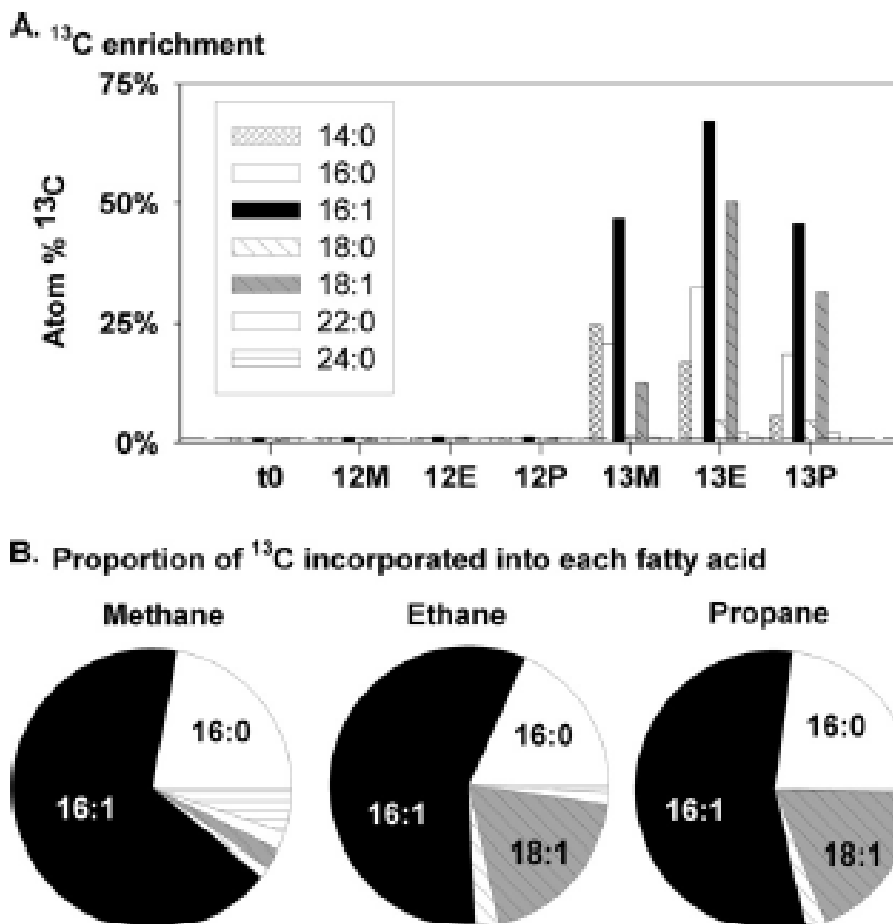 A. ¹³C enrichment
75%
50%
25%
0%
Atom % ¹³C
14:0
16:0
16:1
18:0
18:1
22:0
24:0
t0 12M 12E 12P 13M 13E 13P
B. Proportion of ¹³C incorporated into each fatty acid
Methane Ethane Propane
16:0 16:0 16:0
16:1 16:1 16:1
18:1 18:1